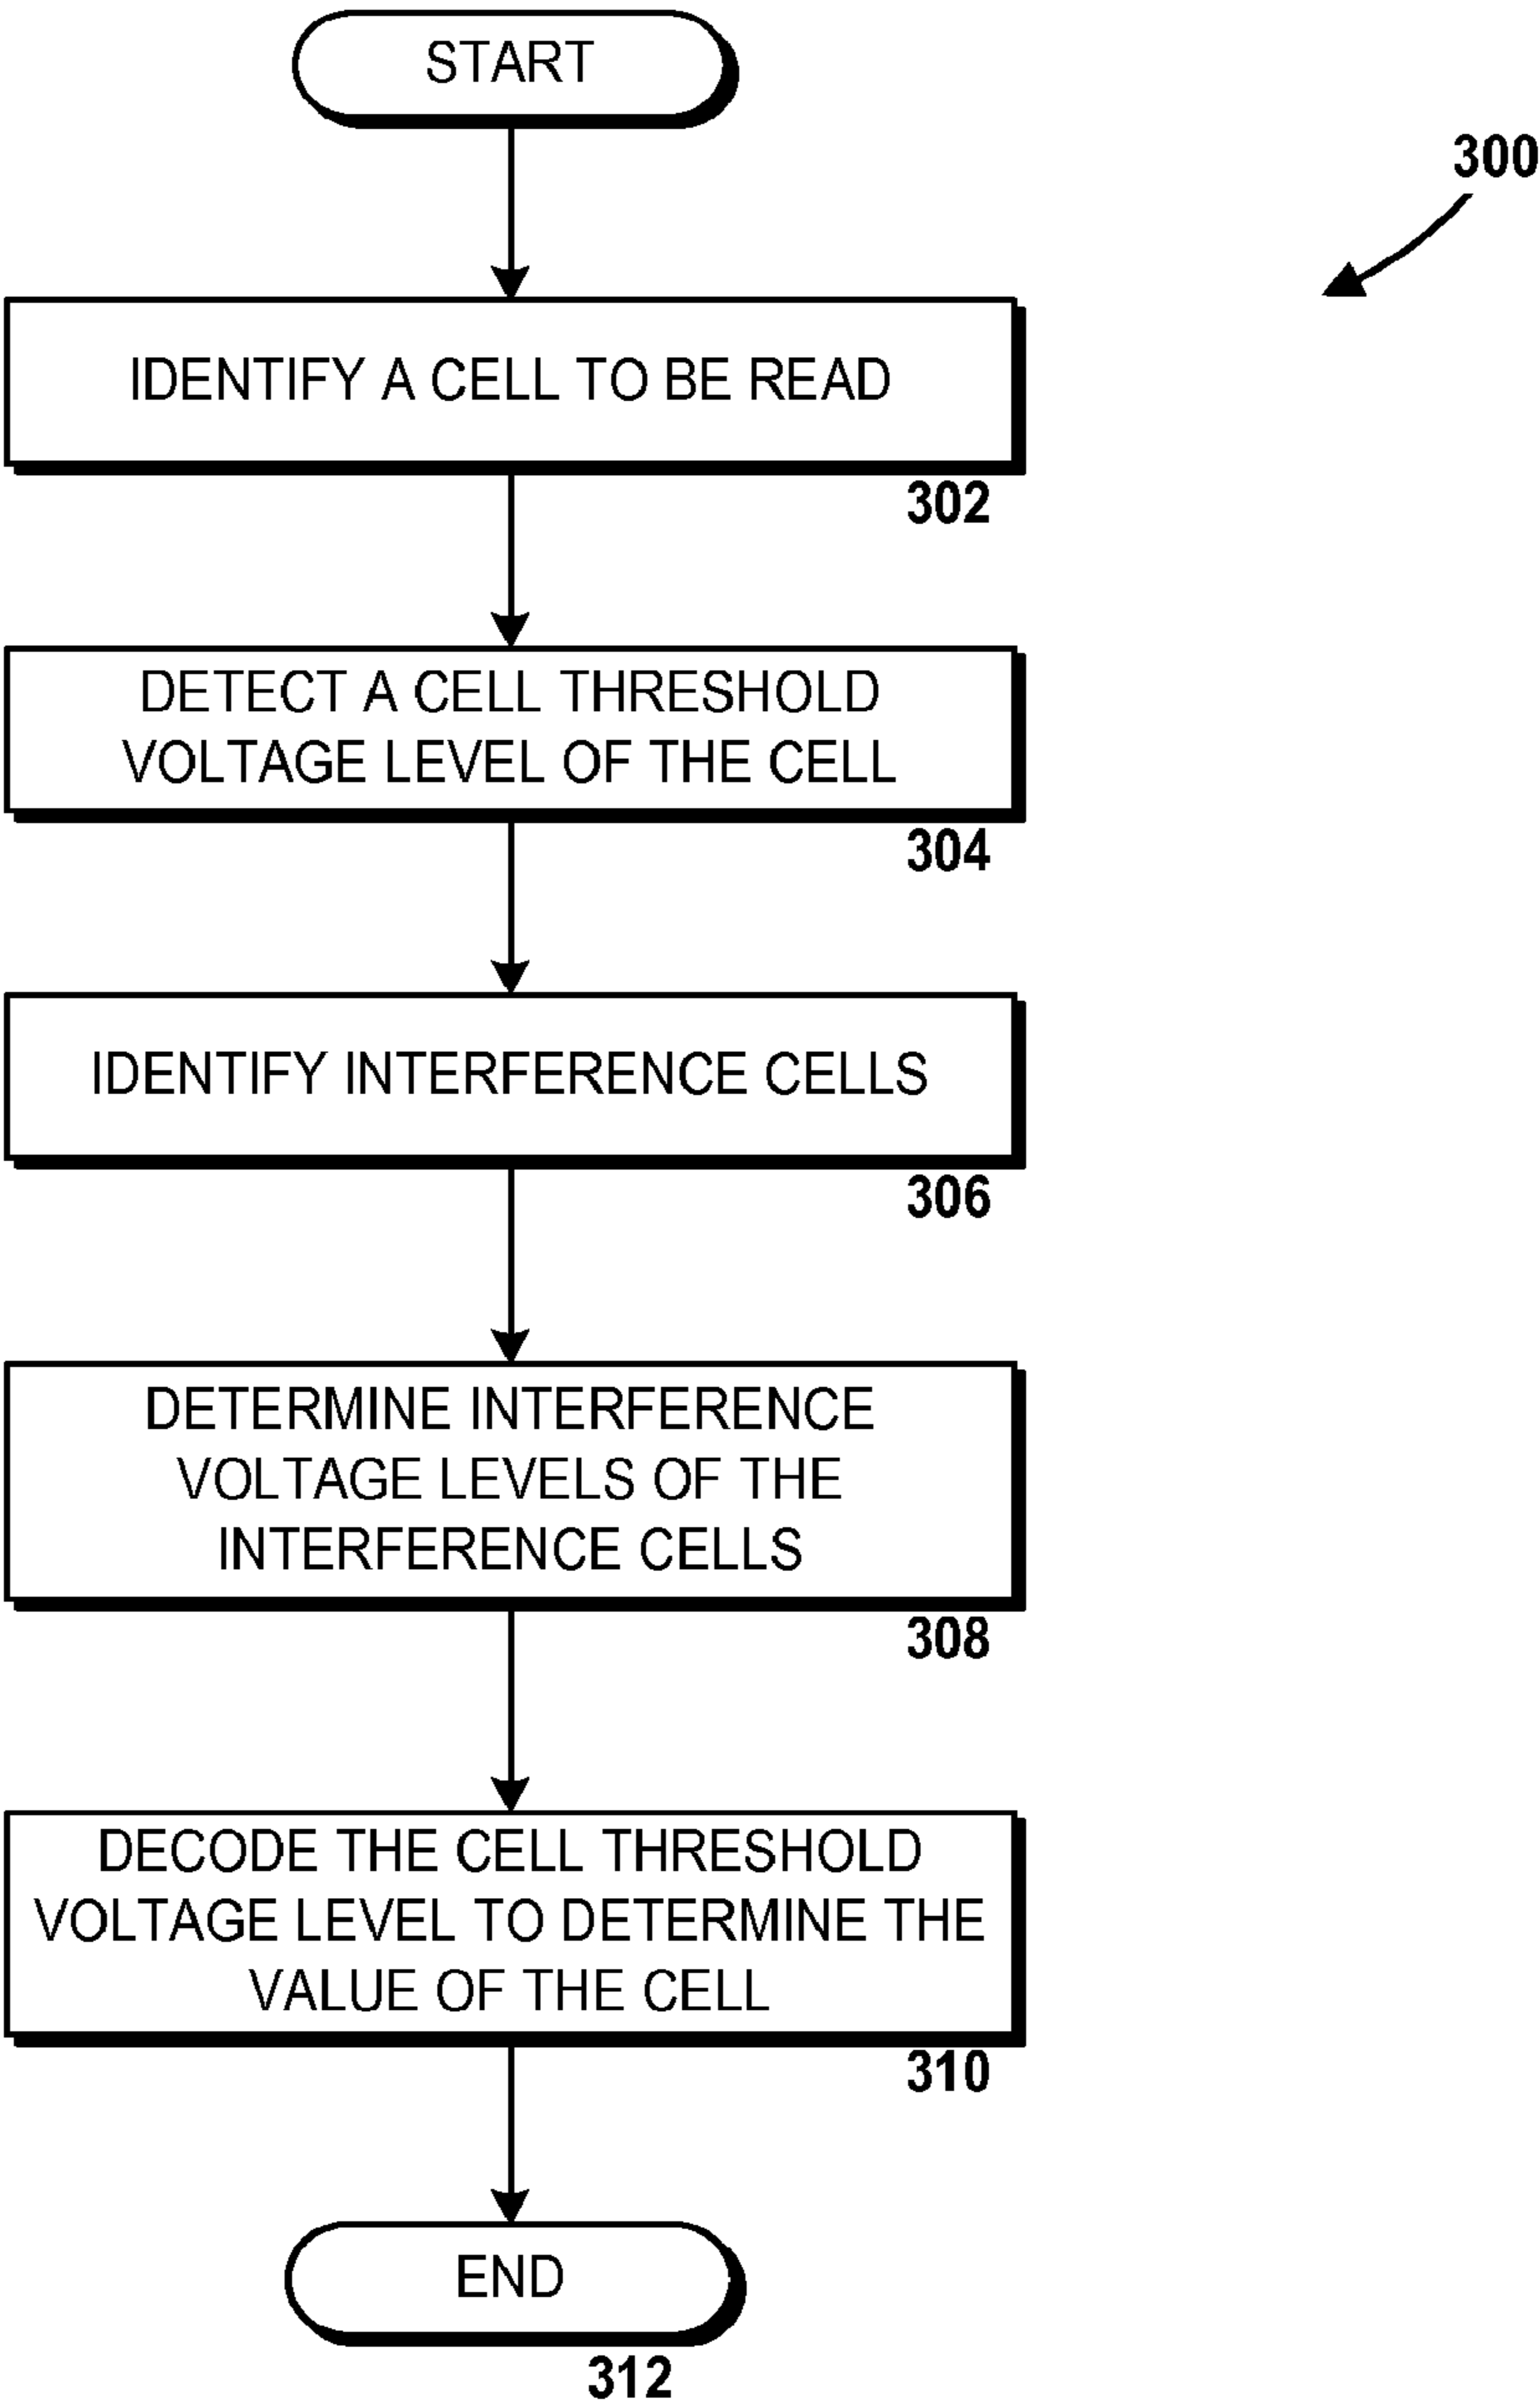 START
300
IDENTIFY A CELL TO BE READ
302
DETECT A CELL THRESHOLD
VOLTAGE LEVEL OF THE CELL
304
IDENTIFY INTERFERENCE CELLS
306
DETERMINE INTERFERENCE
VOLTAGE LEVELS OF THE
INTERFERENCE CELLS
308
DECODE THE CELL THRESHOLD
VOLTAGE LEVEL TO DETERMINE THE
VALUE OF THE CELL
310
END
312